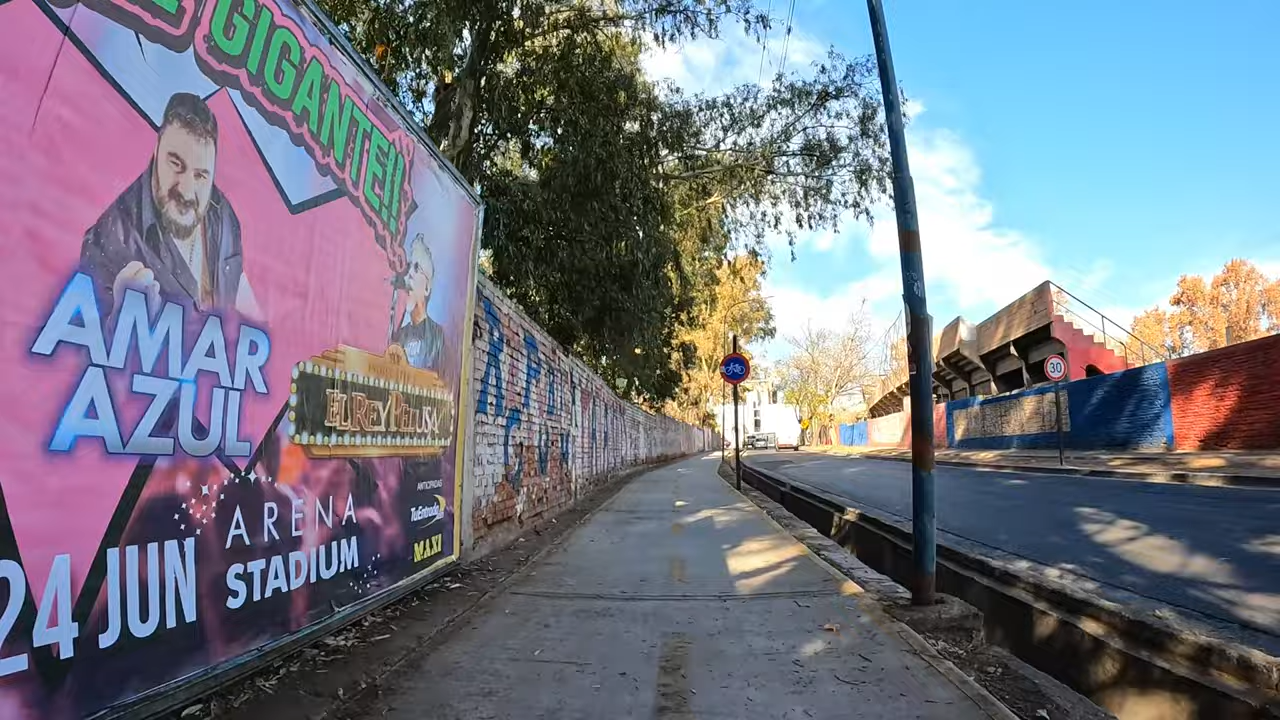 GIGANTE!!
AMAR
AZUL
EL REY PELUSA
ANTICIPADAS
TuEntrada
MAXI
ARENA
STADIUM
24 JUN
30